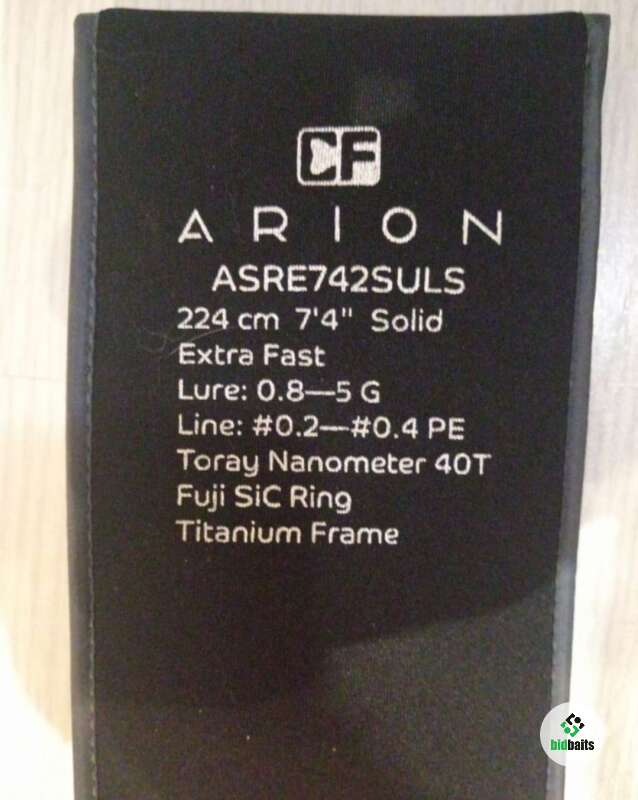 CF
ARION
ASRE742SULS
224 cm 7'4" Solid
Extra Fast
Lure: 0.8—5 G
Line: #0.2—#0.4 PE
Toray Nanometer 40T
Fuji SiC Ring
Titanium Frame
bidbaits